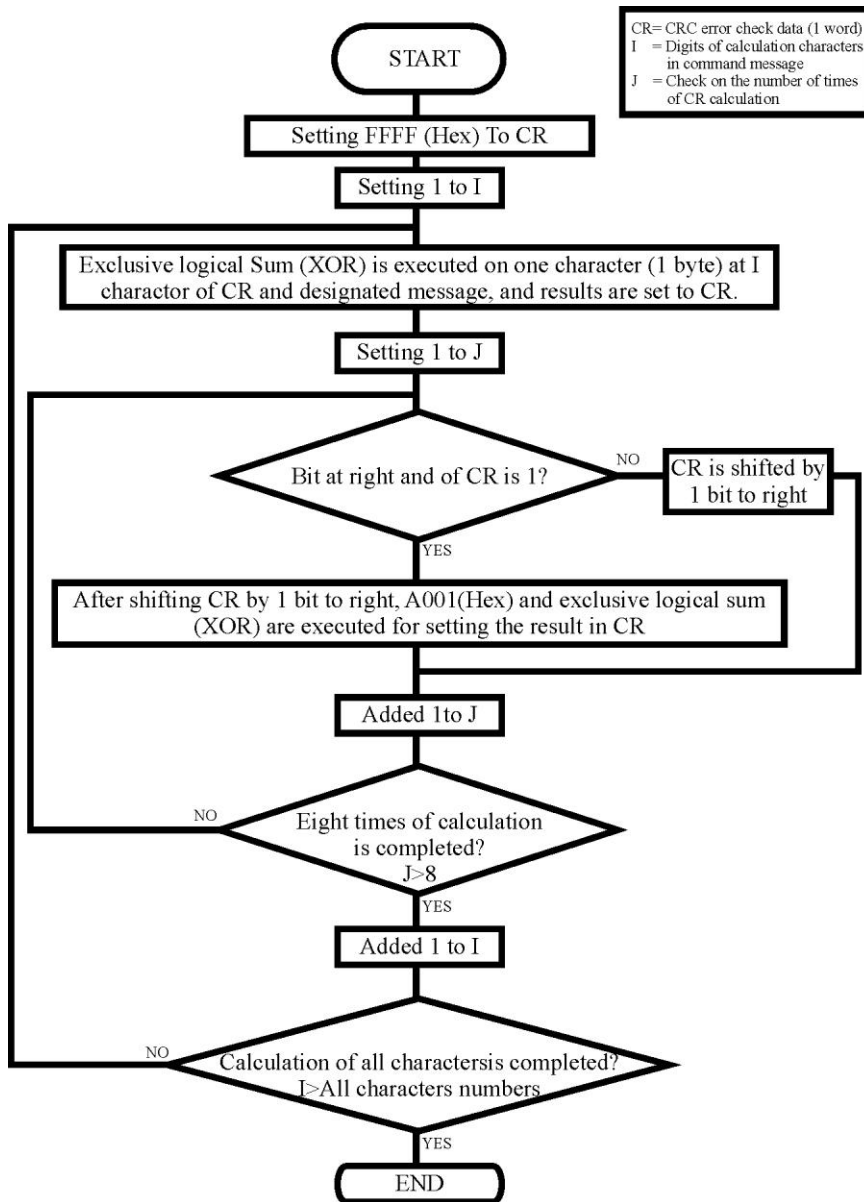 CR= CRC error check data (1 word)
I = Digits of calculation characters
in command message
J = Check on the number of times
of CR calculation
START
Setting FFFF (Hex) To CR
Setting 1 to I
Exclusive logical Sum (XOR) is executed on one character (1 byte) at I
charactor of CR and designated message, and results are set to CR.
Setting 1 to J
Bit at right and of CR is 1?
NO
CR is shifted by
1 bit to right
YES
After shifting CR by 1 bit to right, A001(Hex) and exclusive logical sum
(XOR) are executed for setting the result in CR
Added 1to J
NO
Eight times of calculation
is completed?
J>8
YES
Added 1 to I
NO
Calculation of all charactersis completed?
I>All characters numbers
YES
END